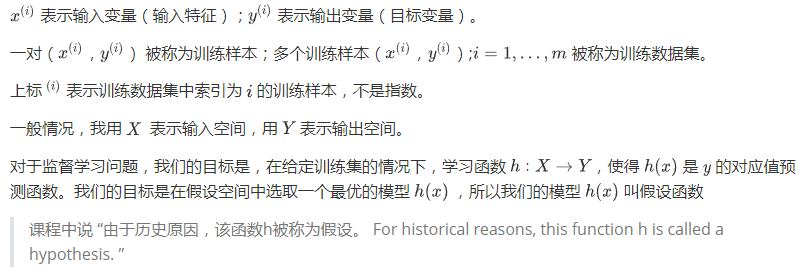 x⁽ⁱ⁾ 表示输入变量（输入特征）；y⁽ⁱ⁾ 表示输出变量（目标变量）。
一对（x⁽ⁱ⁾，y⁽ⁱ⁾ ）被称为训练样本；多个训练样本（x⁽ⁱ⁾，y⁽ⁱ⁾ ）;i = 1, . . . , m 被称为训练数据集。
上标 ⁽ⁱ⁾ 表示训练数据集中索引为 i 的训练样本，不是指数。
一般情况，我用 X 表示输入空间，用 Y 表示输出空间。
对于监督学习问题，我们的目标是，在给定训练集的情况下，学习函数 h : X → Y，使得 h(x) 是 y 的对应值预
测函数。我们的目标是在假设空间中选取一个最优的模型 h(x) ，所以我们的模型 h(x) 叫假设函数
课程中说 “由于历史原因，该函数h被称为假设。 For historical reasons, this function h is called a
hypothesis. ”